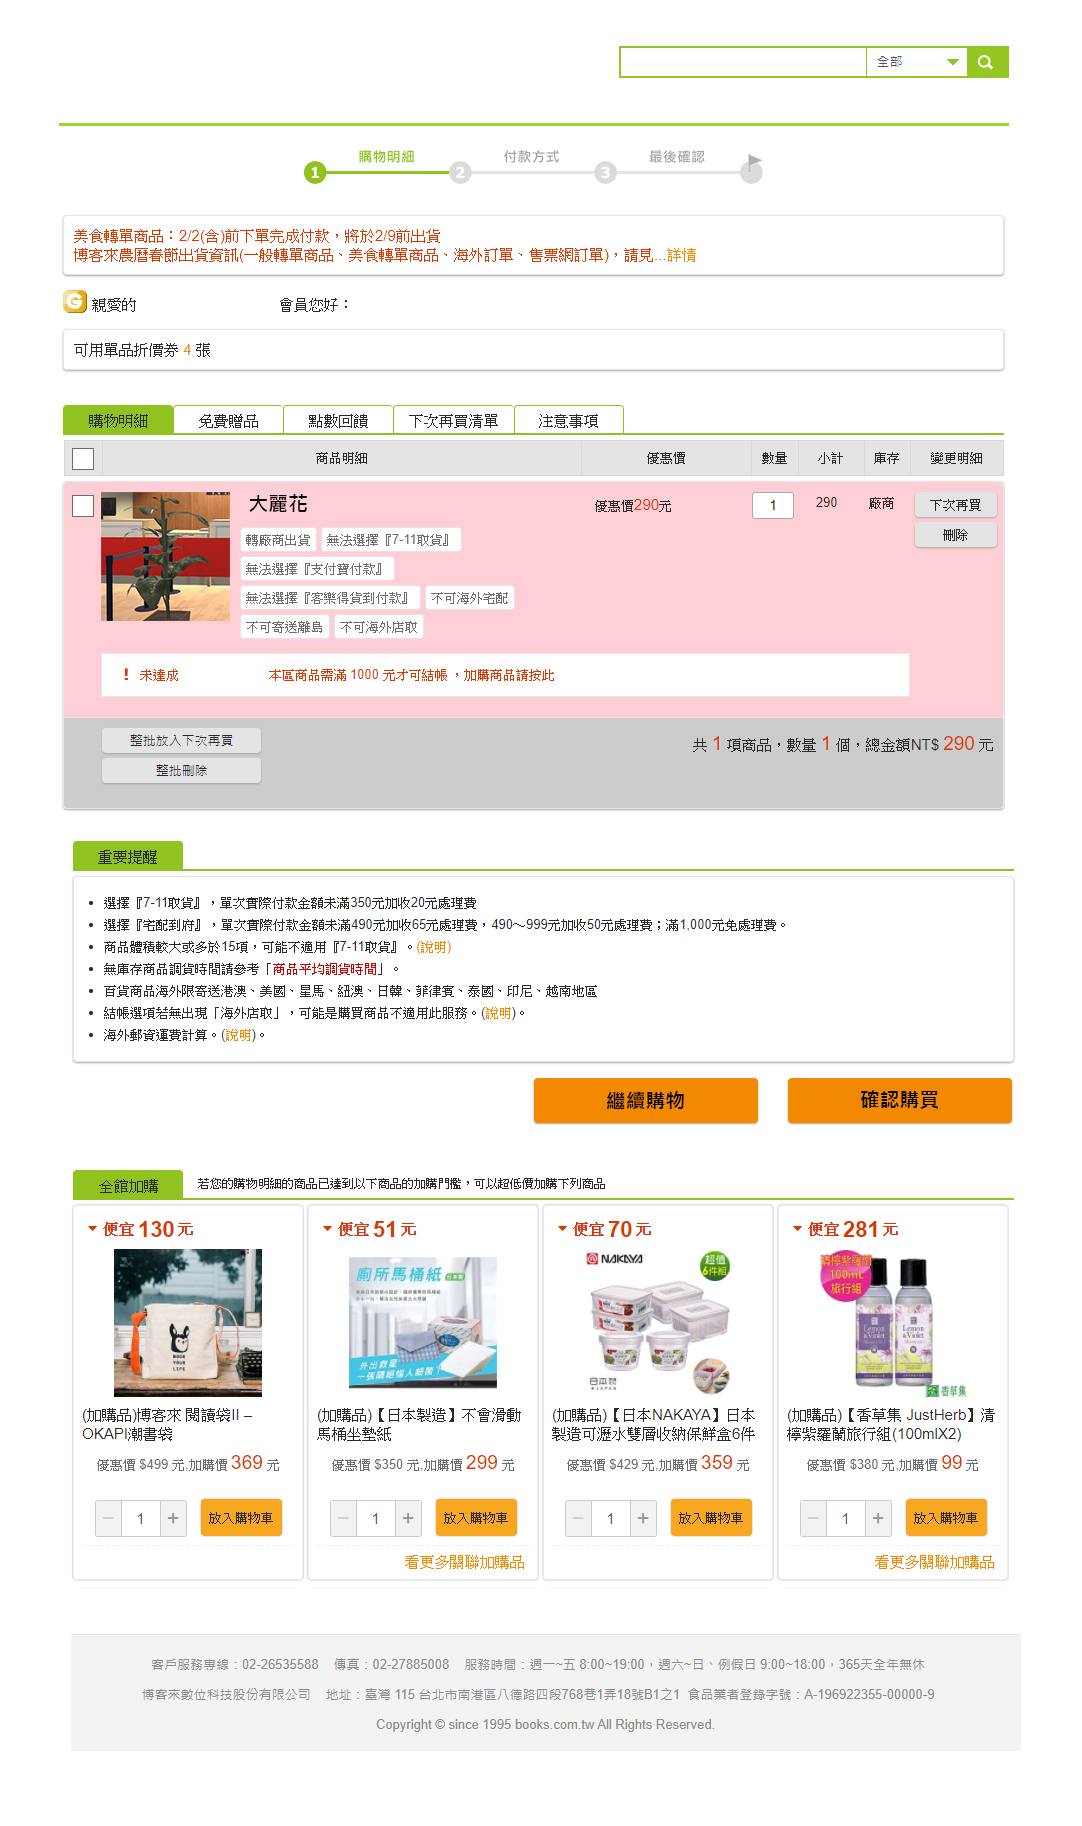 全部
購物明細 付款方式 最後確認
1 2 3
美食轉單商品：2/2(含)前下單完成付款，將於2/9前出貨
博客來農曆春節出貨資訊(一般轉單商品、美食轉單商品、海外訂單、售票網訂單)，請見...詳情
G 親愛的 會員您好：
可用單品折價券 4 張
購物明細 免費贈品 點數回饋 下次再買清單 注意事項
商品明細 優惠價 數量 小計 庫存 變更明細
大麗花 優惠價290元 1 290 廠商 下次再買
刪除
轉廠商出貨 無法選擇『7-11取貨』
無法選擇『支付寶付款』
無法選擇『客樂得貨到付款』 不可海外宅配
不可寄送離島 不可海外店取
! 未達成 本區商品需滿 1000 元才可結帳 ，加購商品請按此
整批放入下次再買 共 1 項商品，數量 1 個，總金額NT$ 290 元
整批刪除
重要提醒
• 選擇『7-11取貨』，單次實際付款金額未滿350元加收20元處理費
• 選擇『宅配到府』，單次實際付款金額未滿490元加收65元處理費，490～999元加收50元處理費；滿1,000元免處理費。
• 商品體積較大或多於15項，可能不適用『7-11取貨』。(說明)
• 無庫存商品調貨時間請參考「商品平均調貨時間」。
• 百貨商品海外限寄送港澳、美國、星馬、紐澳、日韓、菲律賓、泰國、印尼、越南地區
• 結帳選項若無出現「海外店取」，可能是購買商品不適用此服務。(說明)。
• 海外郵資運費計算。(說明)。
繼續購物 確認購買
全館加購 若您的購物明細的商品已達到以下商品的加購門檻，可以超低價加購下列商品
便宜 130 元 便宜 51 元 便宜 70 元 便宜 281 元
BOOK YOUR LIFE
廁所馬桶紙 日本製
外出救星
一張隔絕惱人細菌！
NAKAYA 超值 6件組
日本製
清檸紫羅蘭 100mL 旅行組
Lemon & Violet Lemon & Violet
香草集
(加購品)博客來 閱讀袋II – OKAPI潮書袋
(加購品)【日本製造】不會滑動馬桶坐墊紙
(加購品)【日本NAKAYA】日本製造可瀝水雙層收納保鮮盒6件
(加購品)【香草集 JustHerb】清檸紫羅蘭旅行組(100mlX2)
優惠價 $499 元,加購價 369 元 優惠價 $350 元,加購價 299 元 優惠價 $429 元,加購價 359 元 優惠價 $380 元,加購價 99 元
− 1 + 放入購物車 − 1 + 放入購物車 − 1 + 放入購物車 − 1 + 放入購物車
看更多關聯加購品 看更多關聯加購品
客戶服務專線：02-26535588 傳真：02-27885008 服務時間：週一~五 8:00~19:00，週六~日、例假日 9:00~18:00，365天全年無休
博客來數位科技股份有限公司 地址：臺灣 115 台北市南港區八德路四段768巷1弄18號B1之1 食品業者登錄字號：A-196922355-00000-9
Copyright © since 1995 books.com.tw All Rights Reserved.